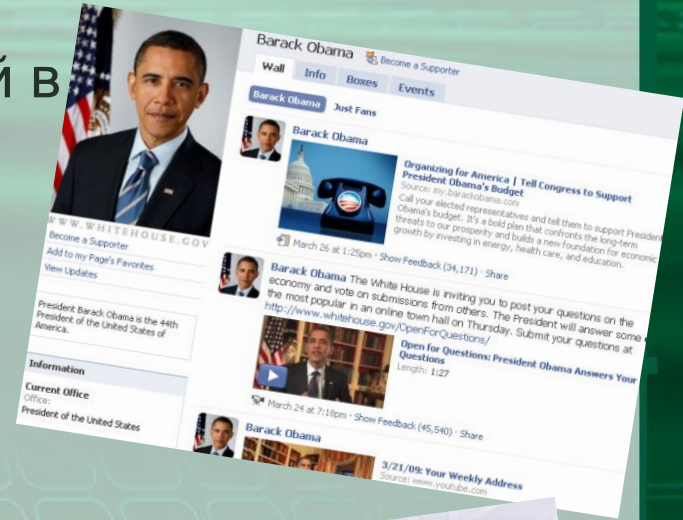 й в
Barack Obama Become a Supporter
Wall Info Boxes Events
Barack Obama Just Fans
Barack Obama
Organizing for America | Tell Congress to Support
President Obama's Budget
Source: my.barackobama.com
Call your elected representatives and tell them to support President
Obama's budget. It's a bold plan that confronts the long-term
threats to our prosperity and builds a new foundation for economic
growth by investing in energy, health care, and education.
March 26 at 1:25pm · Show Feedback (34,171) · Share
Barack Obama The White House is inviting you to post your questions on the
economy and vote on submissions from others. The President will answer some
the most popular in an online town hall on Thursday. Submit your questions at
http://www.whitehouse.gov/OpenForQuestions/
Open for Questions: President Obama Answers Your
Questions
Length: 1:27
March 24 at 7:18pm · Show Feedback (45,540) · Share
Barack Obama
3/21/09: Your Weekly Address
Source: www.youtube.com
WWW.WHITEHOUSE.GOV
Become a Supporter
Add to my Page's Favorites
View Updates
President Barack Obama is the 44th
President of the United States of
America.
Information
Current Office
Office:
President of the United States